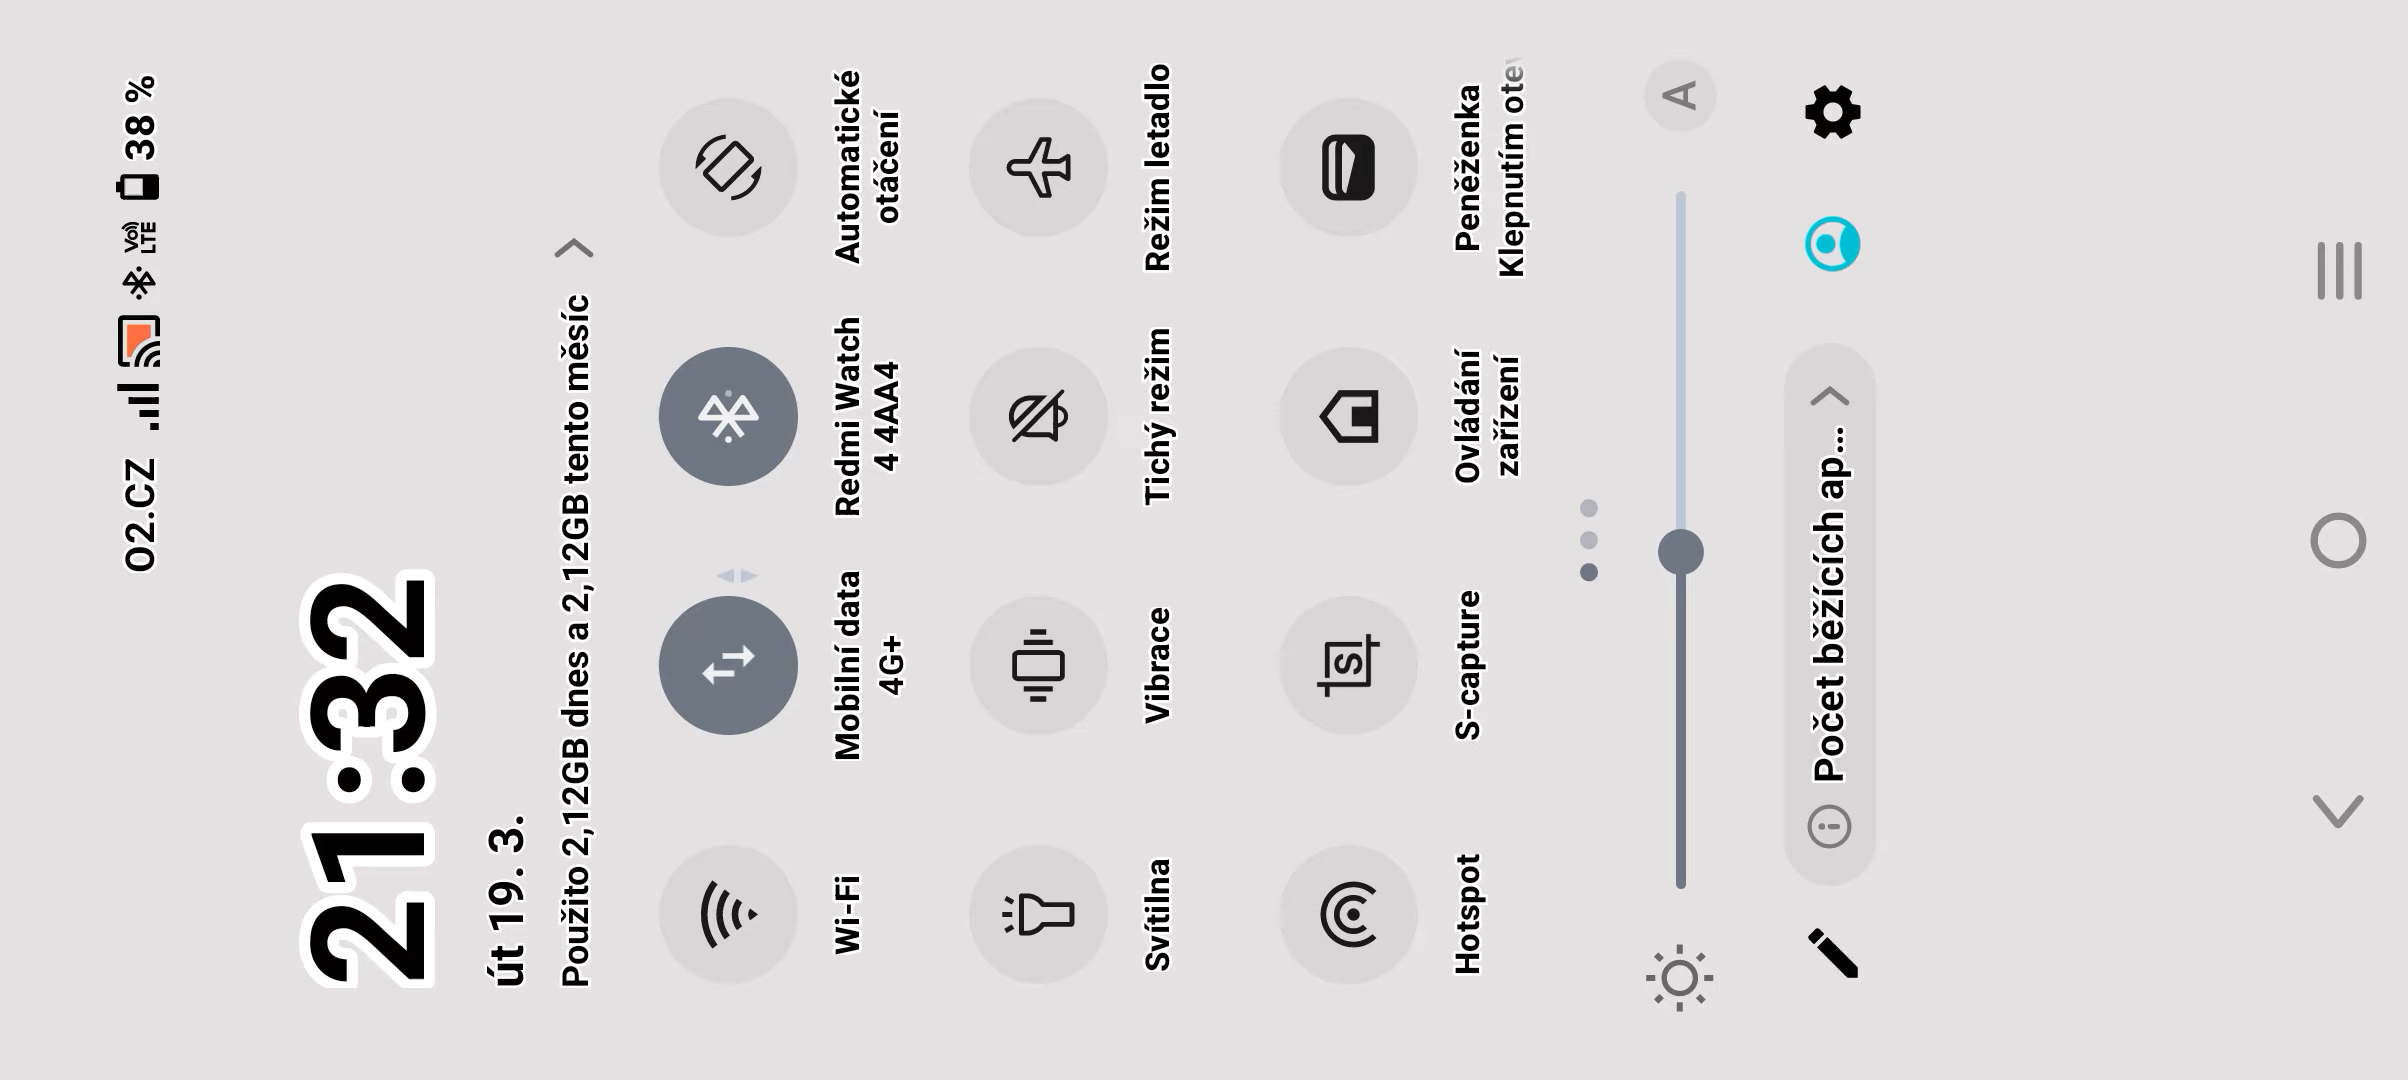 O2.CZ VoLTE 38 %
21:32
út 19. 3.
Použito 2,12GB dnes a 2,12GB tento měsíc
Wi-Fi
Mobilní data
4G+
Redmi Watch
4 4AA4
Automatické
otáčení
Svítilna
Vibrace
Tichý režim
Režim letadlo
Hotspot
S-capture
Ovládání
zařízení
Peněženka
Klepnutím ote
A
Počet běžících ap...